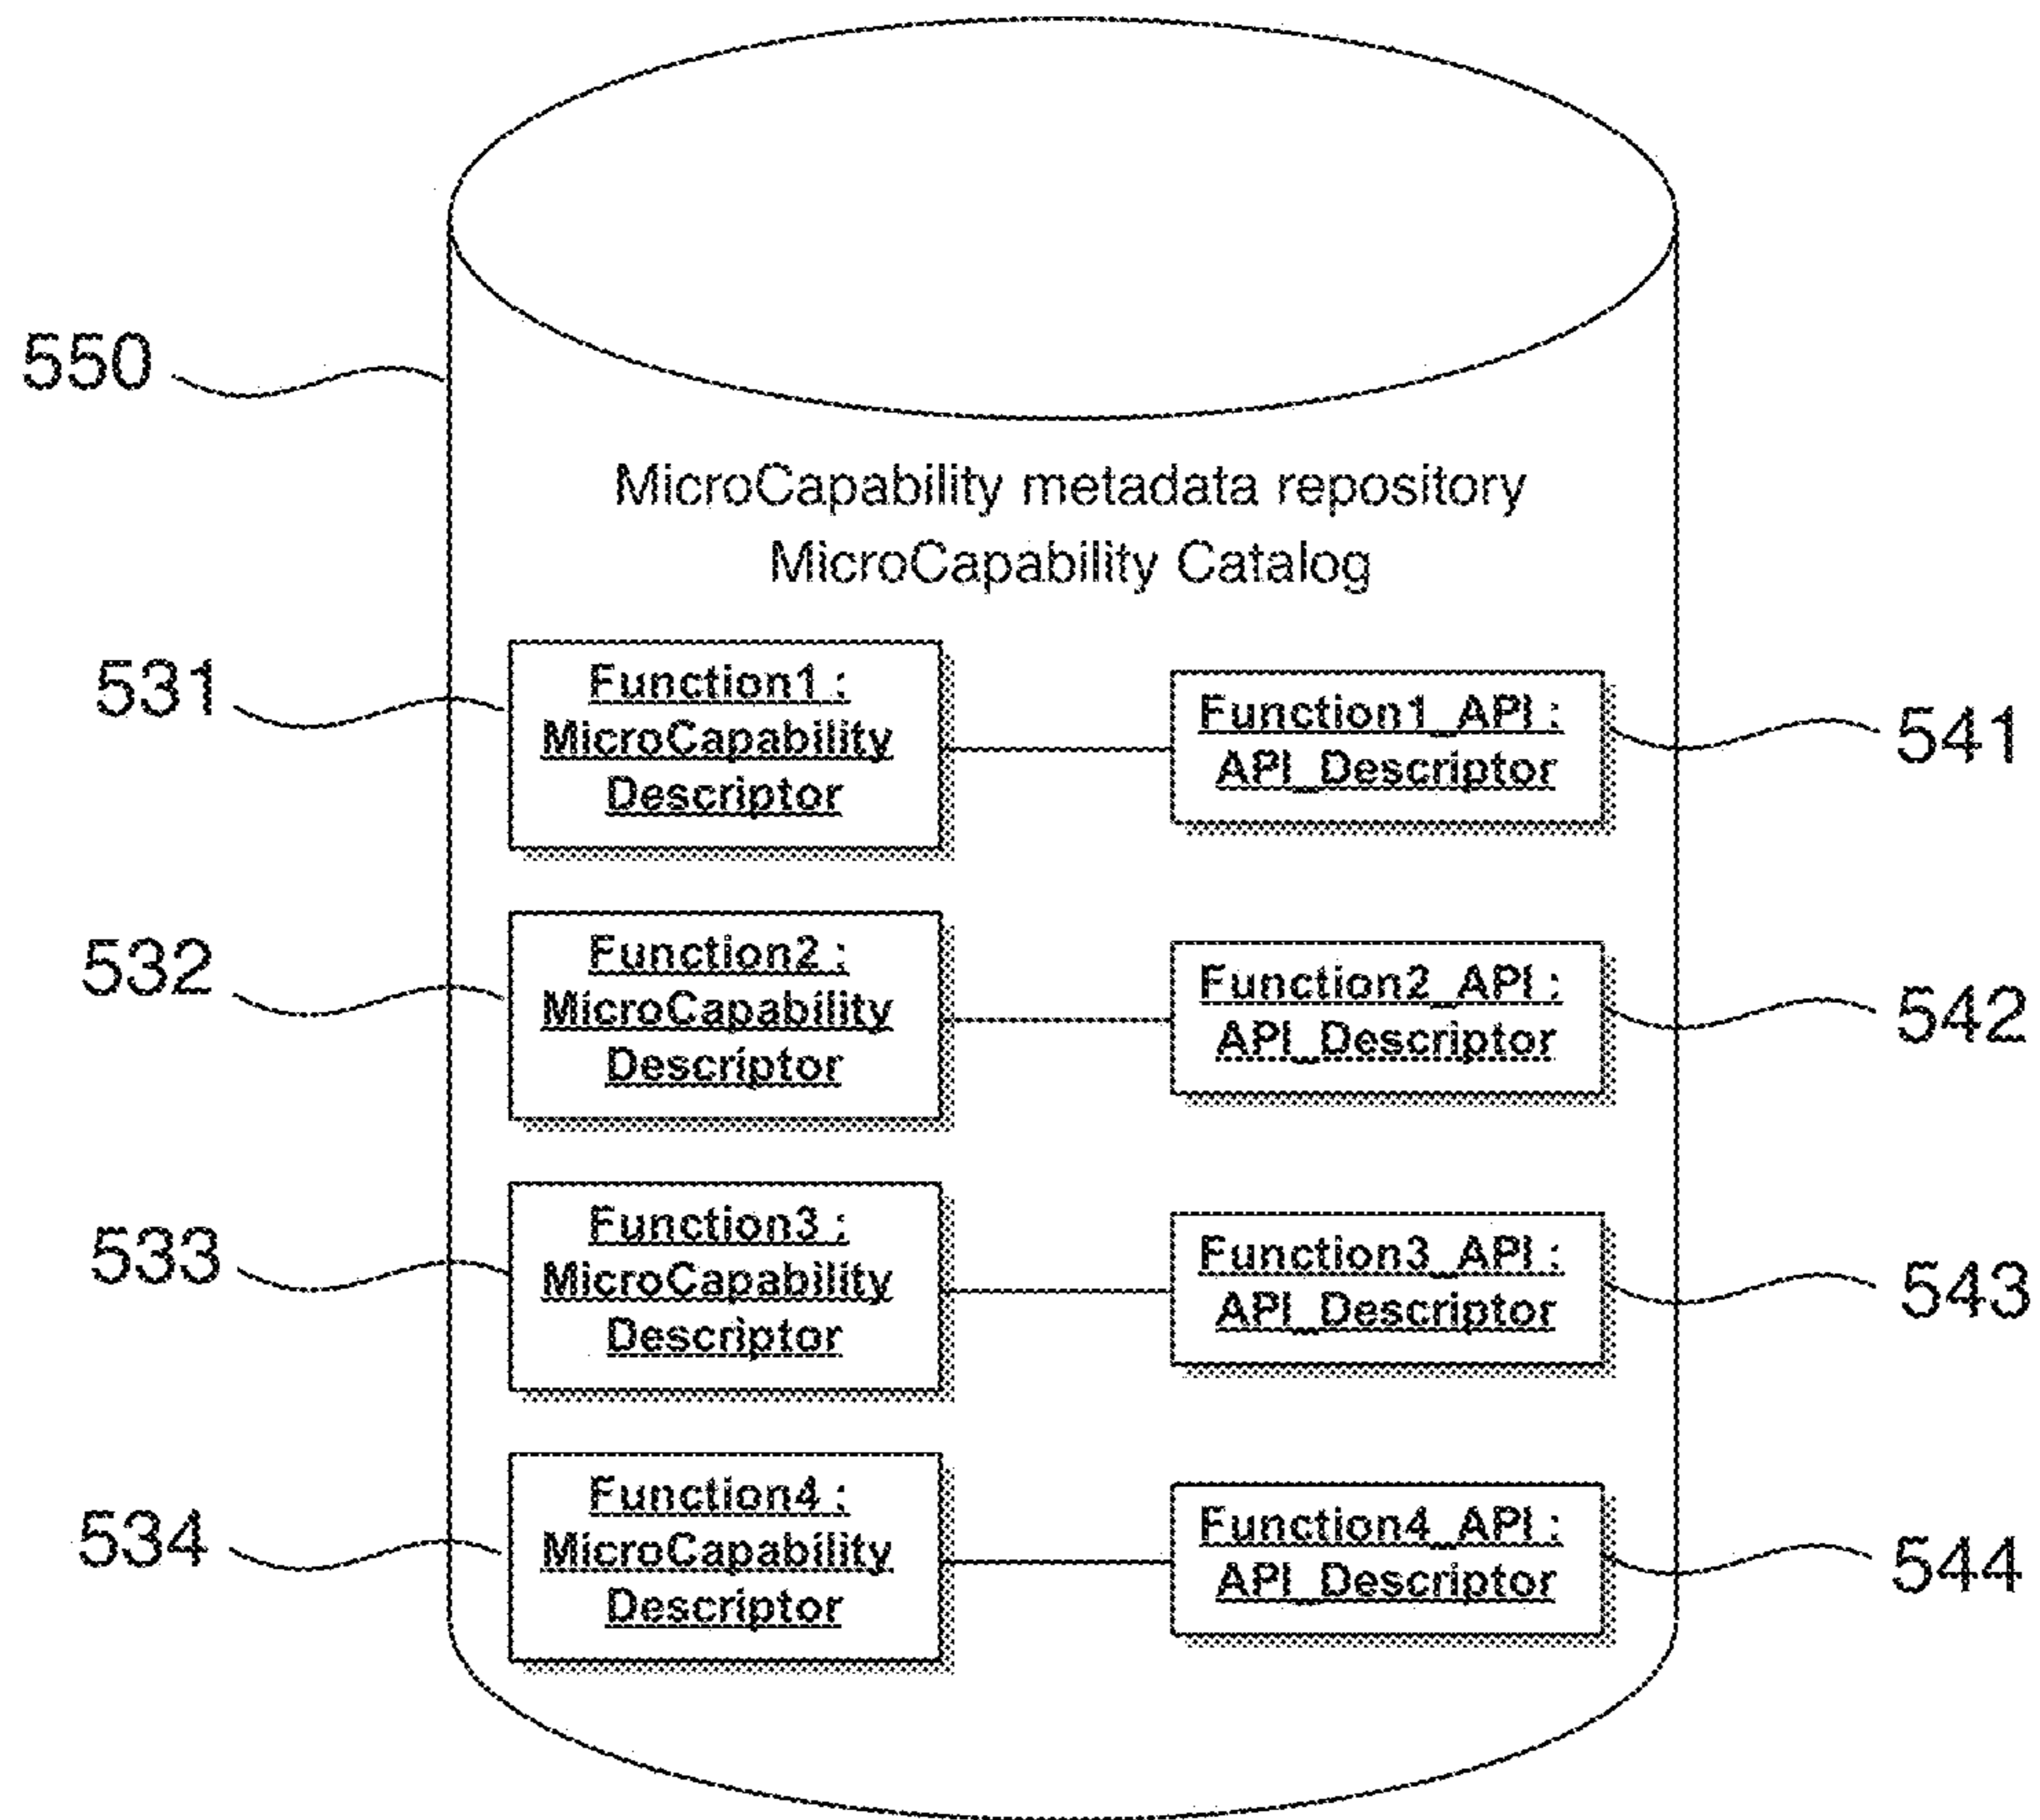 550
MicroCapability metadata repository
MicroCapability Catalog
531
Function1 :
MicroCapability
Descriptor
Function1_API :
API_Descriptor
541
532
Function2 :
MicroCapability
Descriptor
Function2_API :
API_Descriptor
542
533
Function3 :
MicroCapability
Descriptor
Function3_API :
API_Descriptor
543
534
Function4 :
MicroCapability
Descriptor
Function4_API :
API_Descriptor
544